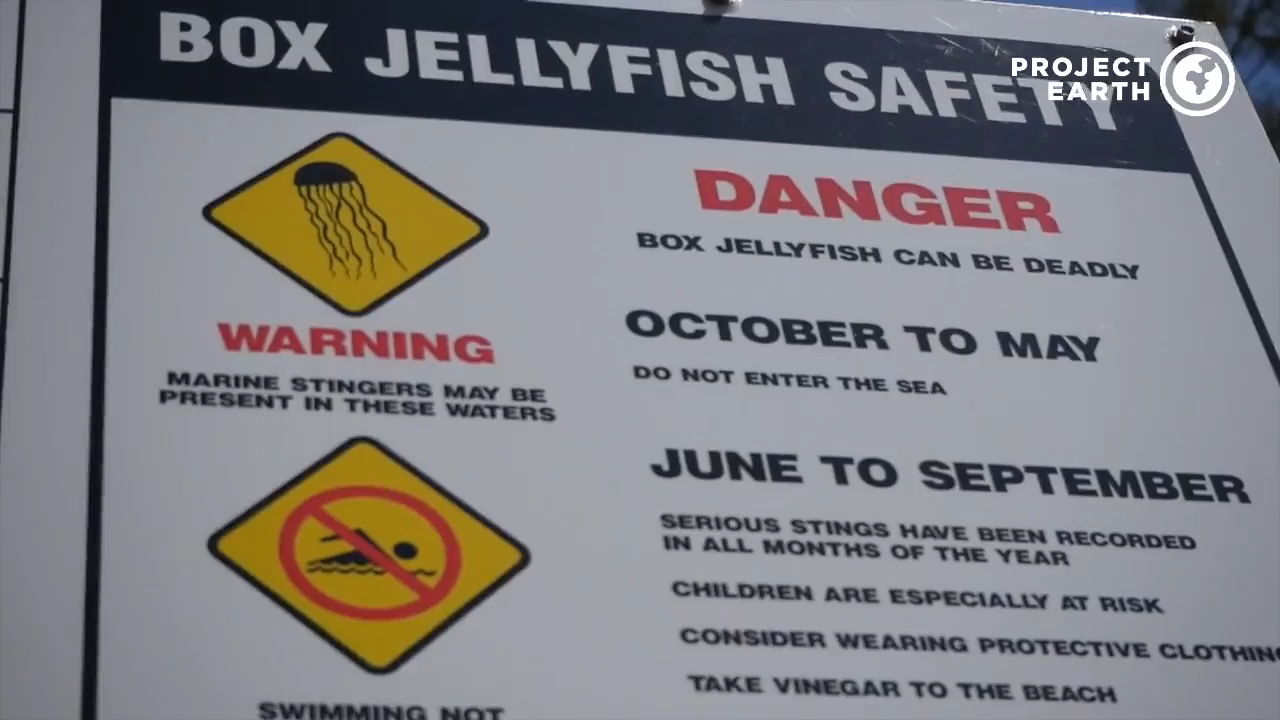 BOX JELLYFISH SAFETY
PROJECT
EARTH
WARNING
MARINE STINGERS MAY BE
PRESENT IN THESE WATERS
SWIMMING NOT
DANGER
BOX JELLYFISH CAN BE DEADLY
OCTOBER TO MAY
DO NOT ENTER THE SEA
JUNE TO SEPTEMBER
SERIOUS STINGS HAVE BEEN RECORDED
IN ALL MONTHS OF THE YEAR
CHILDREN ARE ESPECIALLY AT RISK
CONSIDER WEARING PROTECTIVE CLOTHING
TAKE VINEGAR TO THE BEACH